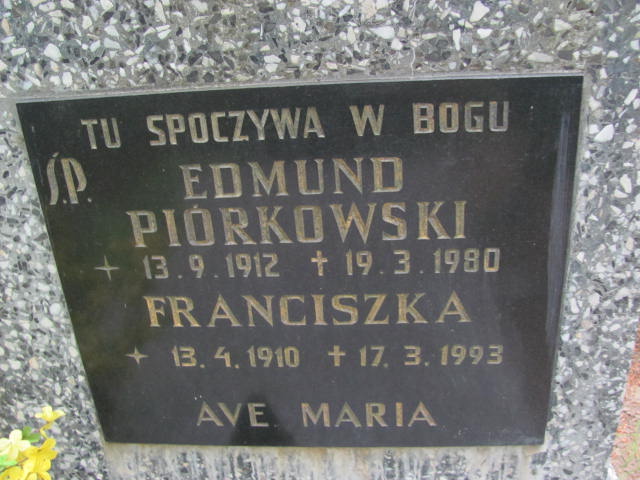 TU SPOCZYWA W BOGU
Ś.P. EDMUND
PIÓRKOWSKI
13.9.1912 ✝ 19.3.1980
FRANCISZKA
13.4.1910 ✝ 17.3.1993
AVE MARIA